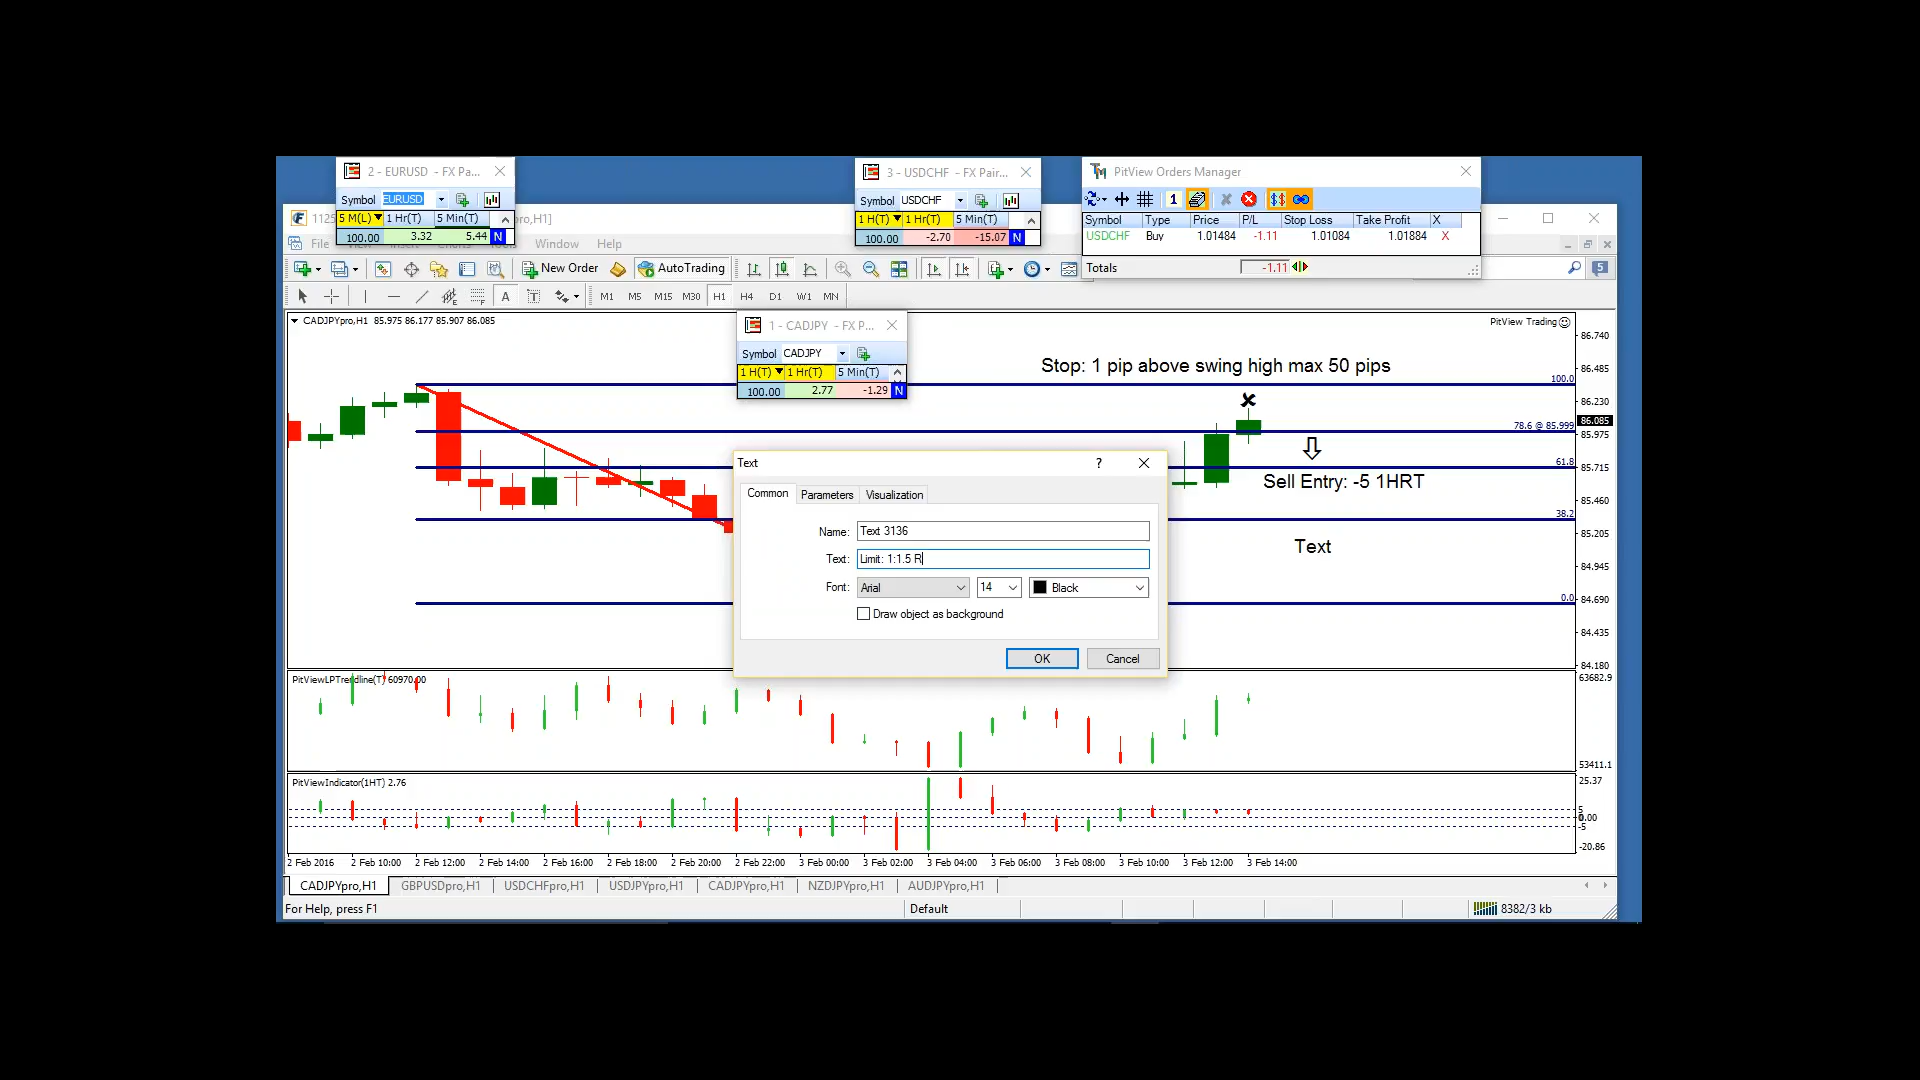 2 - EURUSD - FX Pa...
3 - USDCHF - FX Pair...
PitView Orders Manager
Symbol EURUSD
Symbol USDCHF
1
$$
5 M(L) 1 Hr(T) 5 Min(T)
100.00 3.32 5.44 N
1 H(T) 1 Hr(T) 5 Min(T)
100.00 -2.70 -15.07 N
Symbol Type Price P/L Stop Loss Take Profit X
USDCHF Buy 1.01484 -1.11 1.01084 1.01884 X
Totals -1.11
1125 pro,H1]
File Window Help
New Order AutoTrading 5
A T M1 M5 M15 M30 H1 H4 D1 W1 MN
CADJPYpro,H1 85.975 86.177 85.907 86.085
PitView Trading
1 - CADJPY - FX P...
Symbol CADJPY
1 H(T) 1 Hr(T) 5 Min(T)
100.00 2.77 -1.29 N
Stop: 1 pip above swing high max 50 pips
100.0
78.6 @ 85.999
61.8
Sell Entry: -5 1HRT
38.2
Text
0.0
86.740
86.485
86.230
86.085
85.975
85.715
85.460
85.205
84.945
84.690
84.435
84.180
Text ?
Common Parameters Visualization
Name: Text 3136
Text: Limit: 1:1.5 R
Font: Arial 14 Black
Draw object as background
OK Cancel
PitViewLPTrendline(T) 60970.00
63682.9
53411.1
PitViewIndicator(1HT) 2.76
25.37
5
0.00
-5
-20.86
2 Feb 2016 2 Feb 10:00 2 Feb 12:00 2 Feb 14:00 2 Feb 16:00 2 Feb 18:00 2 Feb 20:00 2 Feb 22:00 3 Feb 00:00 3 Feb 02:00 3 Feb 04:00 3 Feb 06:00 3 Feb 08:00 3 Feb 10:00 3 Feb 12:00 3 Feb 14:00
CADJPYpro,H1 GBPUSDpro,H1 USDCHFpro,H1 USDJPYpro,H1 CADJPYpro,H1 NZDJPYpro,H1 AUDJPYpro,H1
For Help, press F1 Default 8382/3 kb